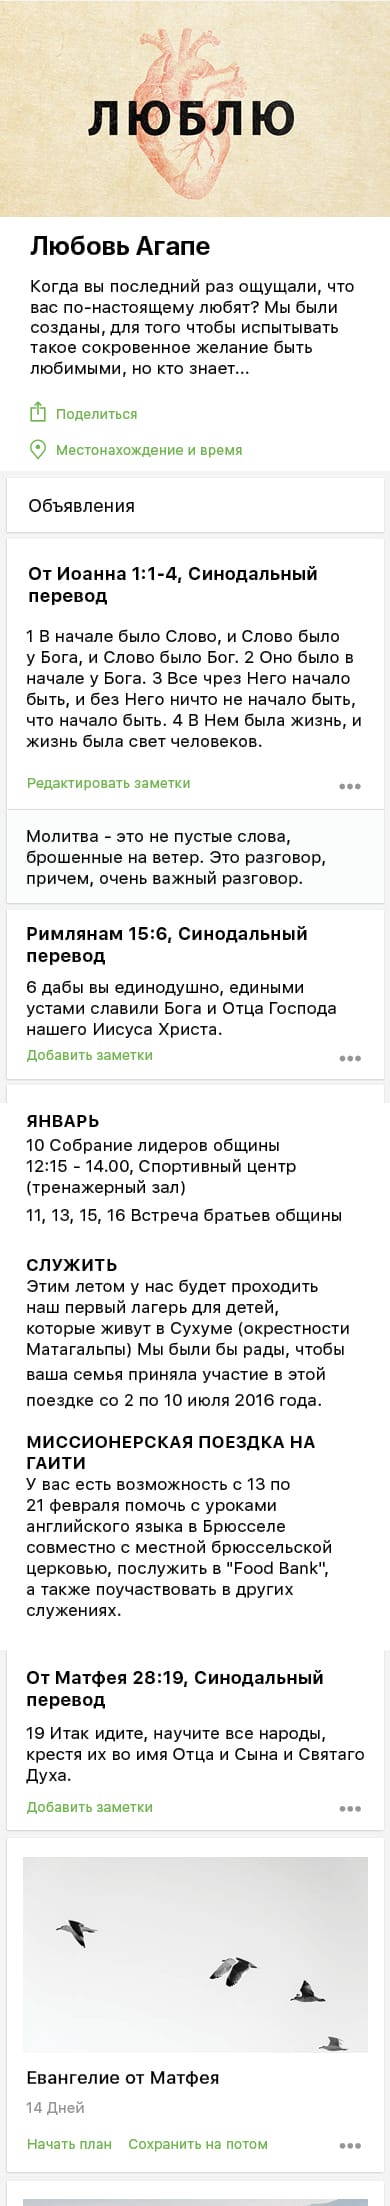 ЛЮБЛЮ
Любовь Агапе
Когда вы последний раз ощущали, что
вас по-настоящему любят? Мы были
созданы, для того чтобы испытывать
такое сокровенное желание быть
любимыми, но кто знает...
Поделиться
Местонахождение и время
Объявления
От Иоанна 1:1-4, Синодальный
перевод
1 В начале было Слово, и Слово было
у Бога, и Слово было Бог. 2 Оно было в
начале у Бога. 3 Все чрез Него начало
быть, и без Него ничто не начало быть,
что начало быть. 4 В Нем была жизнь, и
жизнь была свет человеков.
Редактировать заметки
Молитва - это не пустые слова,
брошенные на ветер. Это разговор,
причем, очень важный разговор.
Римлянам 15:6, Синодальный
перевод
6 дабы вы единодушно, едиными
устами славили Бога и Отца Господа
нашего Иисуса Христа.
Добавить заметки
ЯНВАРЬ
10 Собрание лидеров общины
12:15 - 14.00, Спортивный центр
(тренажерный зал)
11, 13, 15, 16 Встреча братьев общины
СЛУЖИТЬ
Этим летом у нас будет проходить
наш первый лагерь для детей,
которые живут в Сухуме (окрестности
Матагальпы) Мы были бы рады, чтобы
ваша семья приняла участие в этой
поездке со 2 по 10 июля 2016 года.
МИССИОНЕРСКАЯ ПОЕЗДКА НА
ГАИТИ
У вас есть возможность с 13 по
21 февраля помочь с уроками
английского языка в Брюсселе
совместно с местной брюссельской
церковью, послужить в "Food Bank",
а также поучаствовать в других
служениях.
От Матфея 28:19, Синодальный
перевод
19 Итак идите, научите все народы,
крестя их во имя Отца и Сына и Святаго
Духа.
Добавить заметки
Евангелие от Матфея
14 Дней
Начать план Сохранить на потом